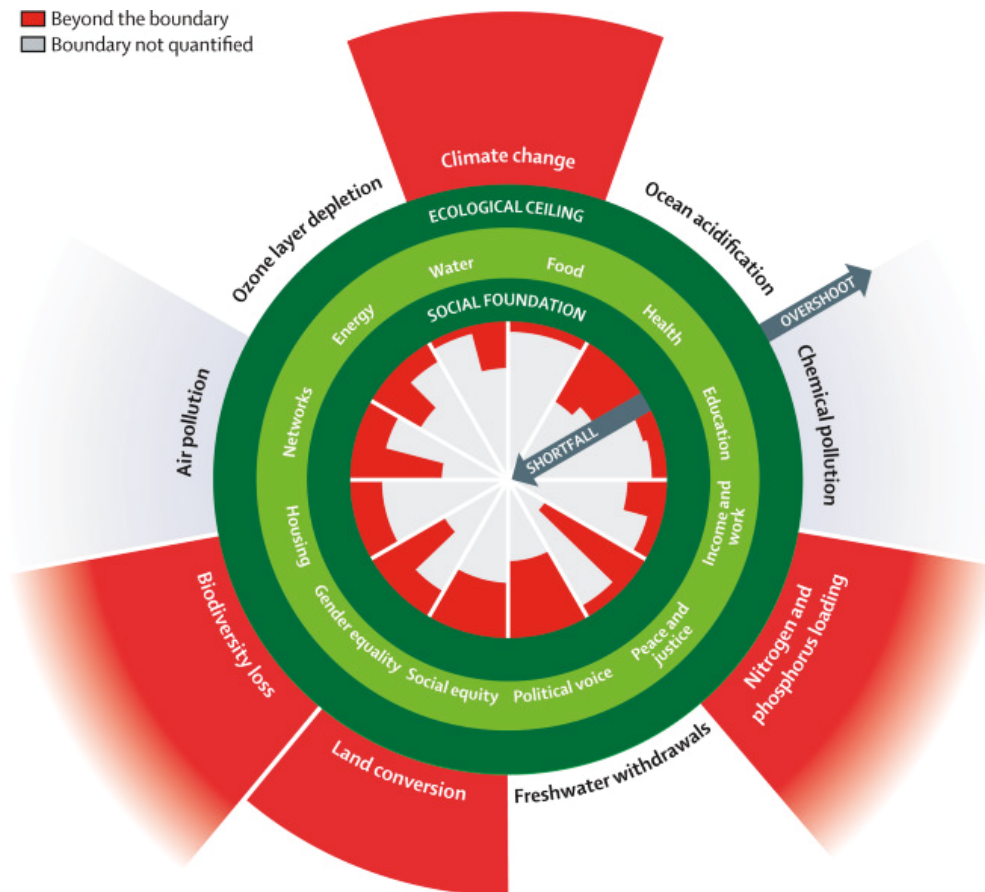 Beyond the boundary
Boundary not quantified
Climate change
Ozone layer depletion
Ocean acidification
ECOLOGICAL CEILING
Water
Food
Energy
Health
SOCIAL FOUNDATION
OVERSHOOT
Air pollution
Networks
Education
Chemical pollution
SHORTFALL
Housing
Income and
work
Biodiversity loss
Gender equality
Social equity
Political voice
Peace and
justice
Nitrogen and
phosphorus loading
Land conversion
Freshwater withdrawals